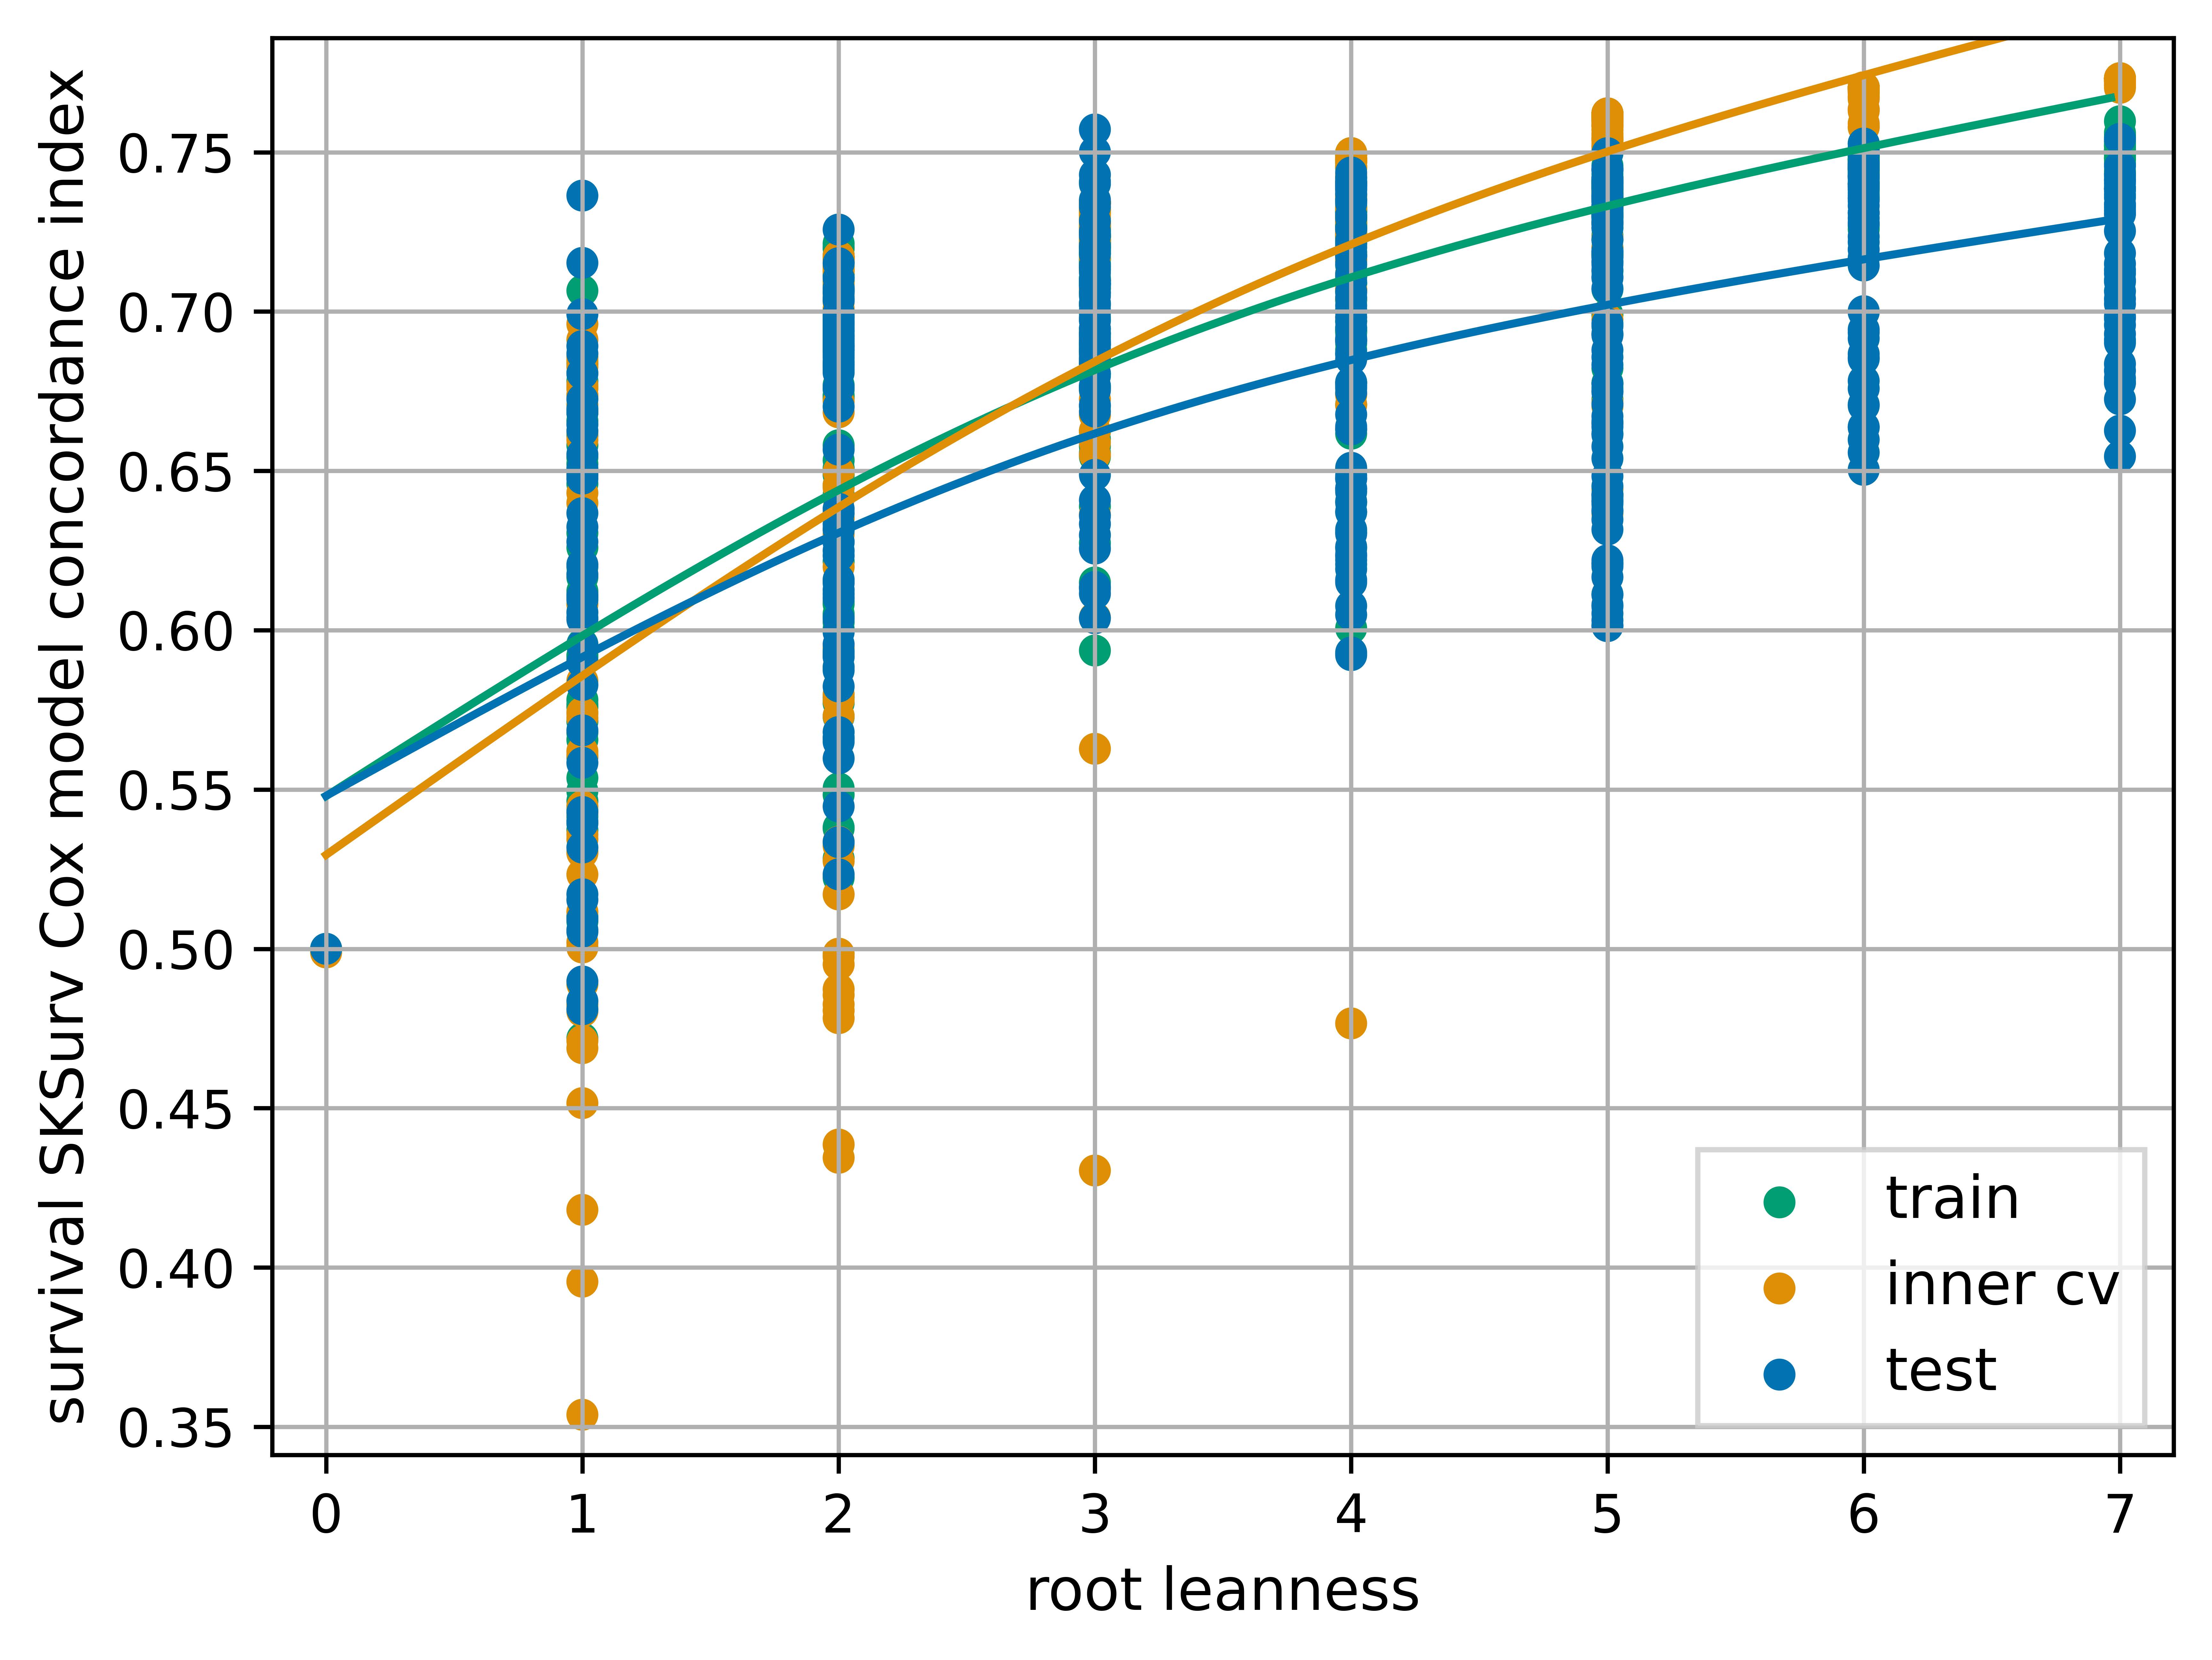 survival SKSurv Cox model concordance index
0.75
0.70
0.65
0.60
0.55
0.50
0.45
0.40
0.35
train
inner cv
test
0 1 2 3 4 5 6 7
root leanness